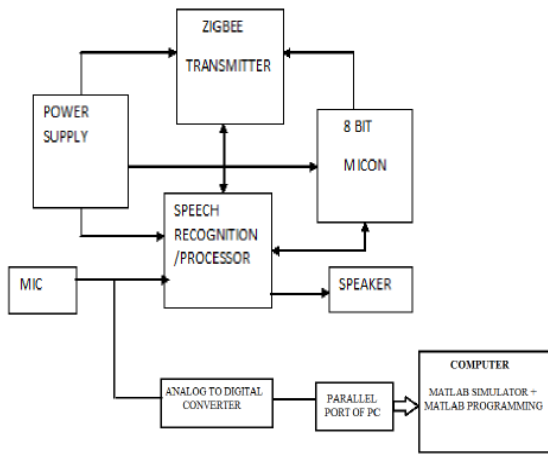 ZIGBEE
TRANSMITTER
POWER
SUPPLY
8 BIT
MICON
SPEECH
RECOGNITION
/PROCESSOR
MIC
SPEAKER
COMPUTER
MATLAB SIMULATOR +
MATLAB PROGRAMMING
ANALOG TO DIGITAL
CONVERTER
PARALLEL
PORT OF PC